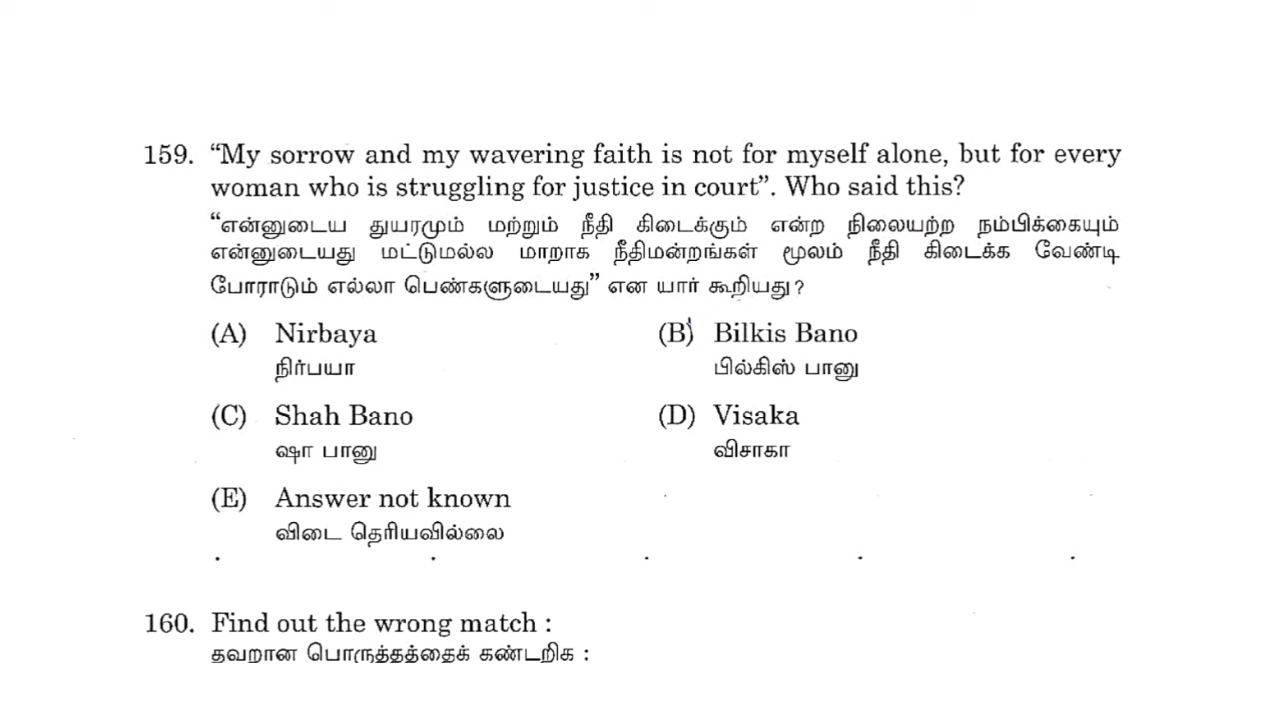 159. “My sorrow and my wavering faith is not for myself alone, but for every
woman who is struggling for justice in court”. Who said this?
“என்னுடைய துயரமும் மற்றும் நீதி கிடைக்கும் என்ற நிலையற்ற நம்பிக்கையும்
என்னுடையது மட்டுமல்ல மாறாக நீதிமன்றங்கள் மூலம் நீதி கிடைக்க வேண்டி
போராடும் எல்லா பெண்களுடையது” என யார் கூறியது?
(A) Nirbaya (B) Bilkis Bano
நிர்பயா பில்கிஸ் பானு
(C) Shah Bano (D) Visaka
ஷா பானு விசாகா
(E) Answer not known
விடை தெரியவில்லை
160. Find out the wrong match :
தவறான பொருத்தத்தைக் கண்டறிக :